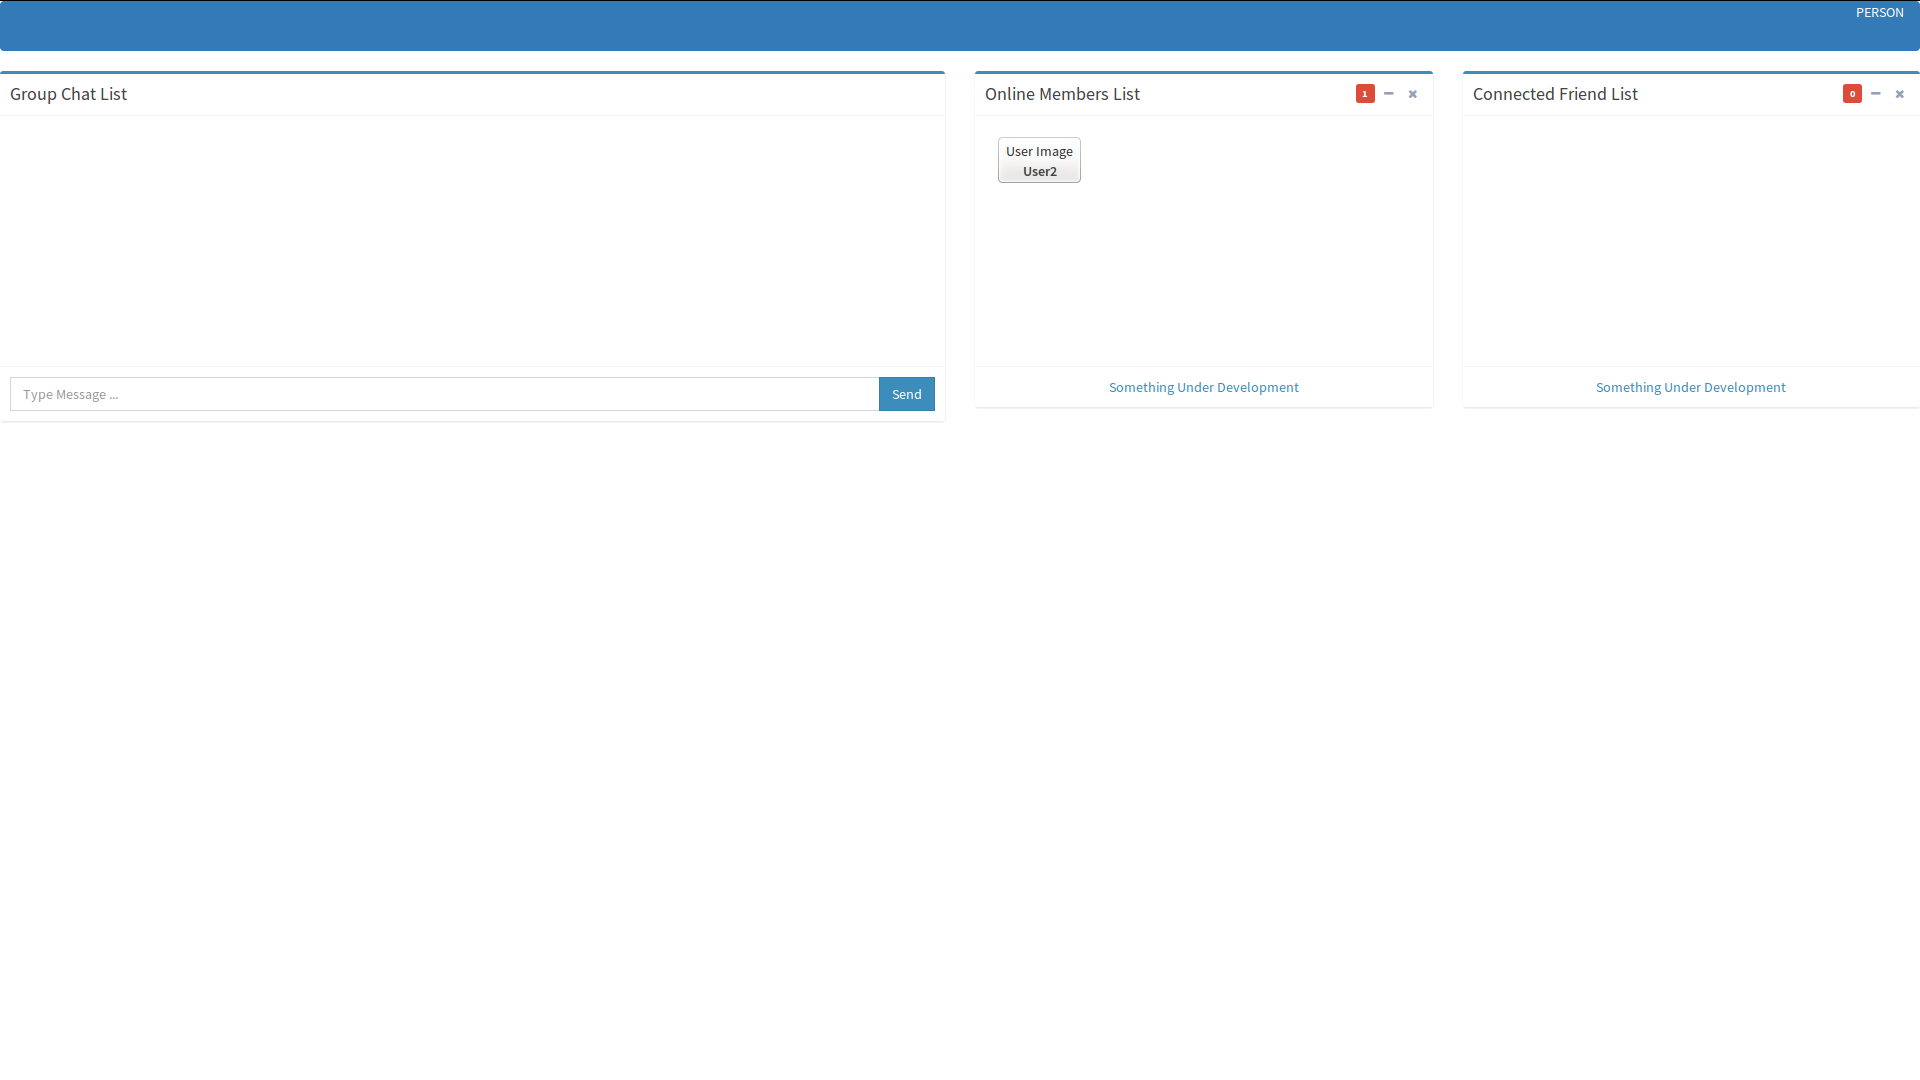 PERSON
Group Chat List
Type Message ...
Send
Online Members List
1
User Image
User2
Something Under Development
Connected Friend List
0
Something Under Development